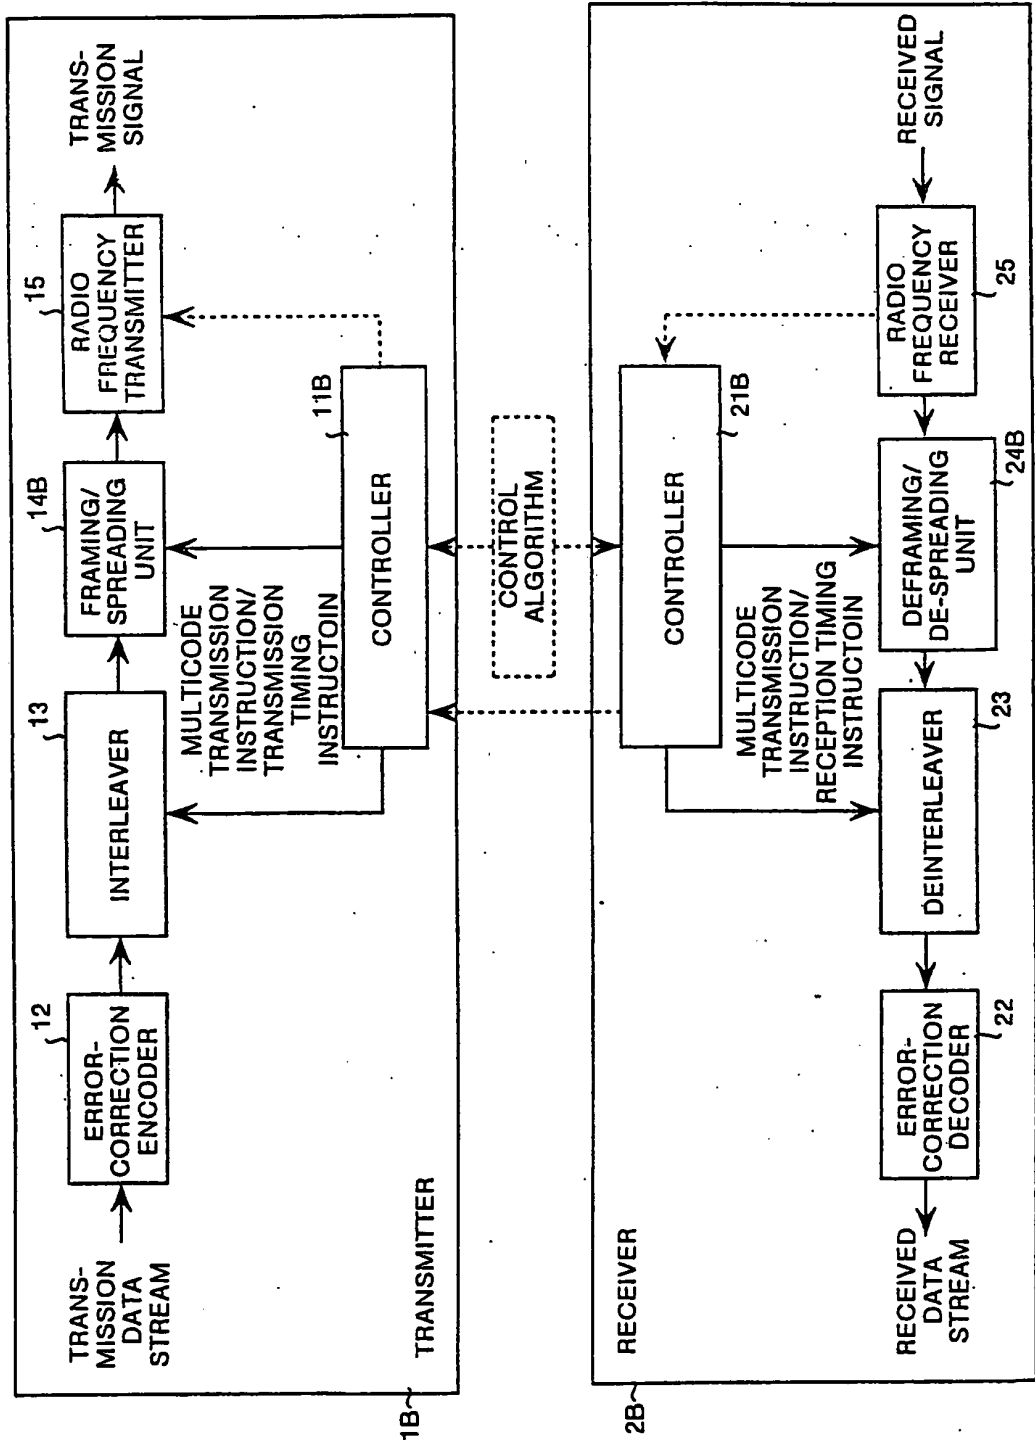 TRANS-
MISSION
DATA
STREAM
12
ERROR-
CORRECTION
ENCODER
13
INTERLEAVER
14B
FRAMING/
SPREADING
UNIT
15
RADIO
FREQUENCY
TRANSMITTER
TRANS-
MISSION
SIGNAL
MULTICODE
TRANSMISSION
INSTRUCTION/
TRANSMISSION
TIMING
INSTRUCTOIN
11B
CONTROLLER
TRANSMITTER
1B
CONTROL
ALGORITHM
2B
RECEIVER
CONTROLLER
21B
MULTICODE
TRANSMISSION
INSTRUCTION/
RECEPTION TIMING
INSTRUCTOIN
RECEIVED
DATA
STREAM
ERROR-
CORRECTION
DECODER
22
DEINTERLEAVER
23
DEFRAMING/
DE-SPREADING
UNIT
24B
RADIO
FREQUENCY
RECEIVER
25
RECEIVED
SIGNAL